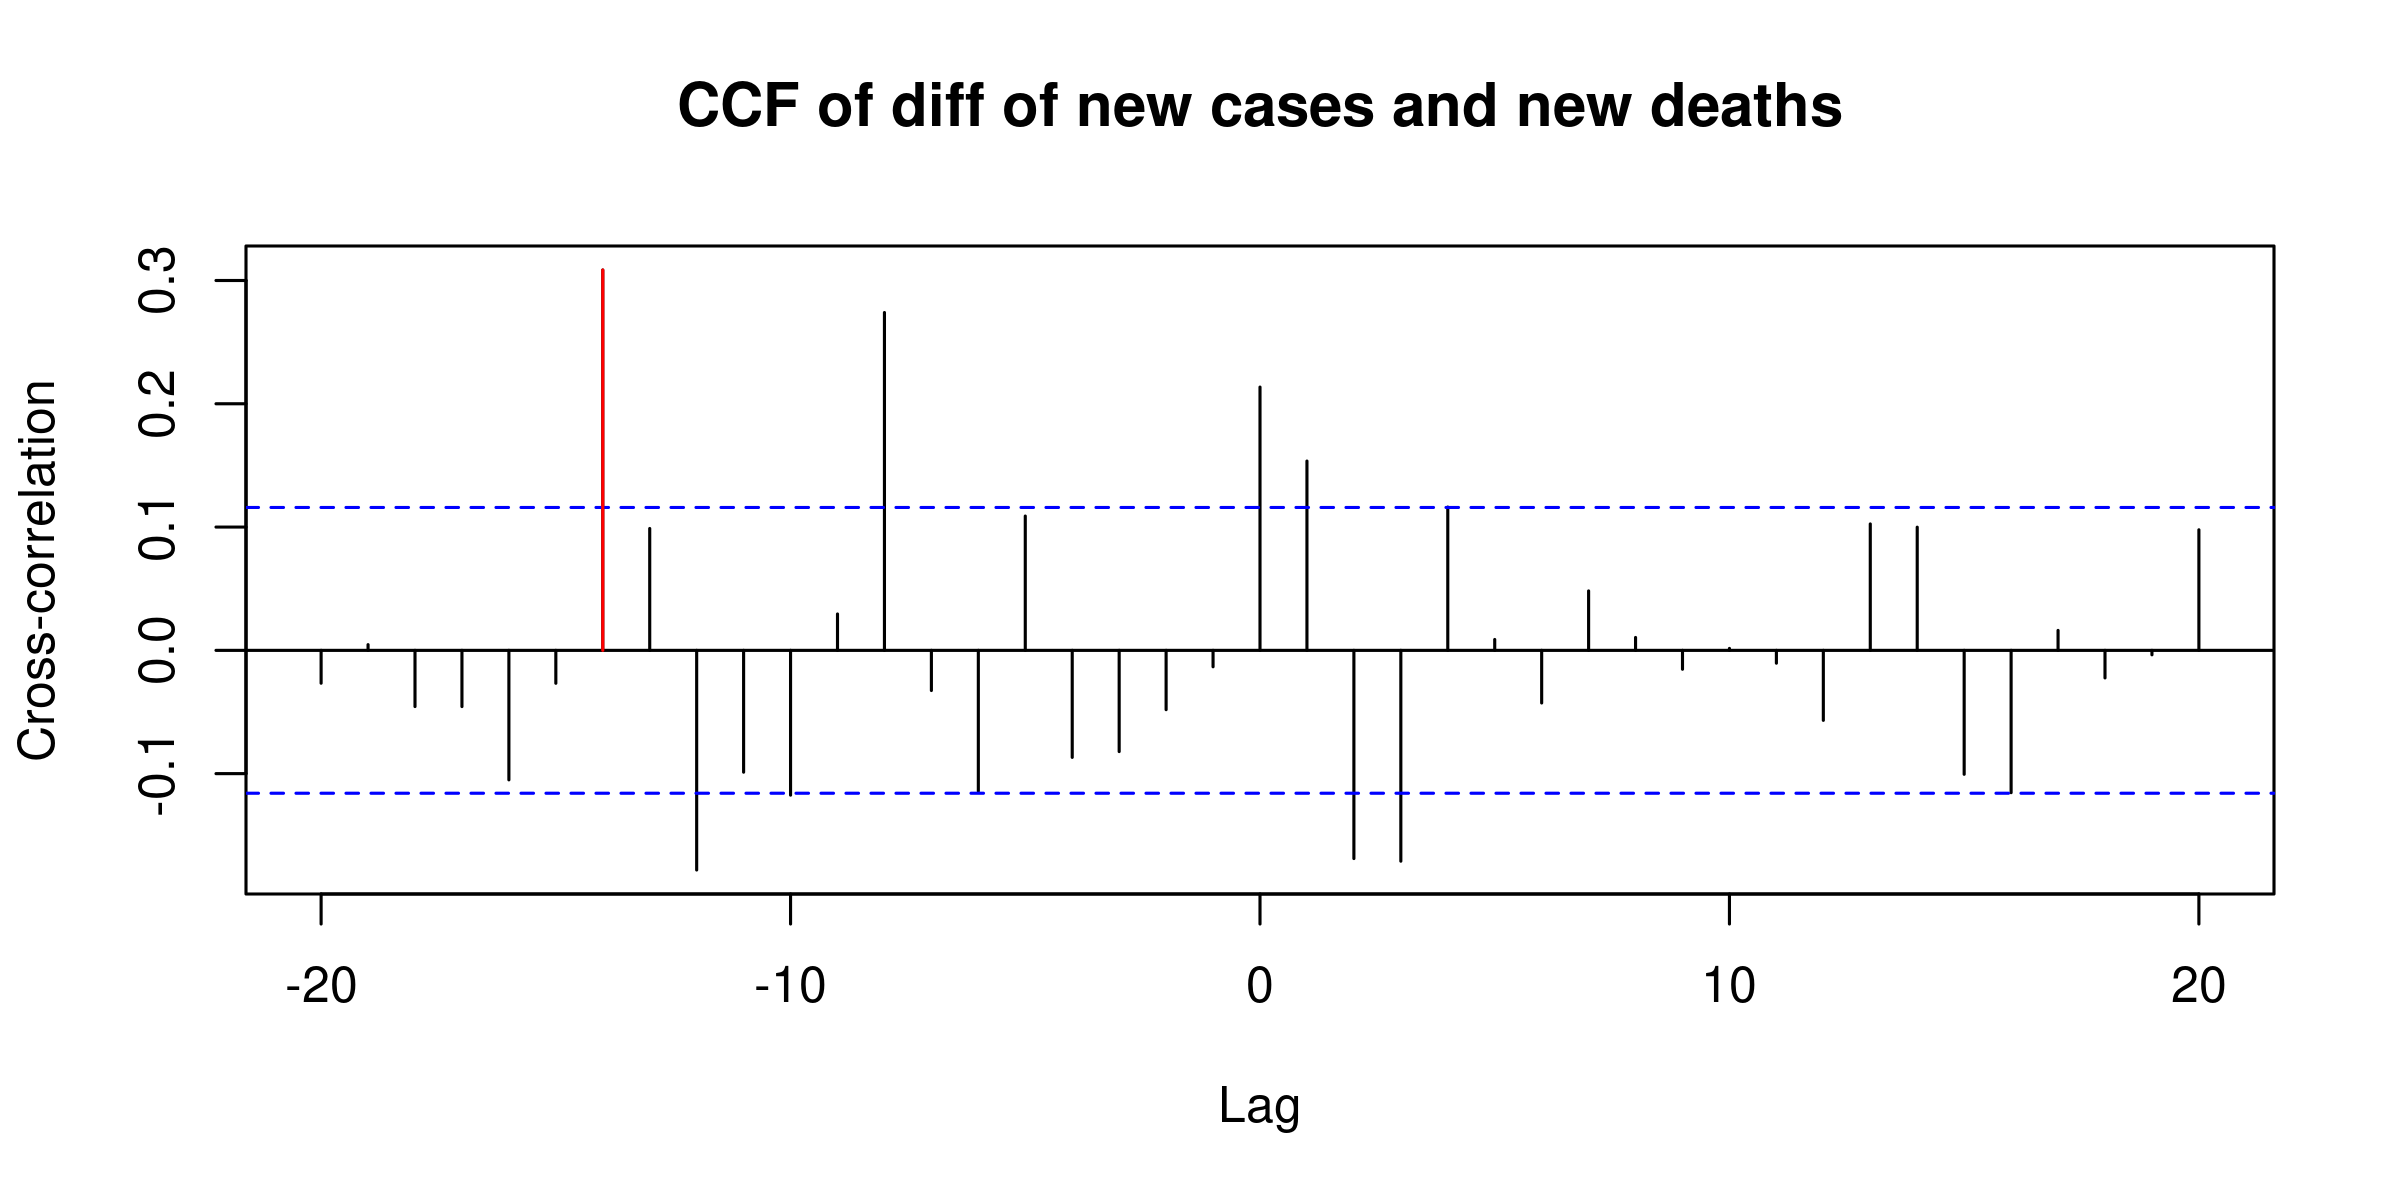 CCF of diff of new cases and new deaths
Cross-correlation
0.3
0.2
0.1
0.0
-0.1
-20 -10 0 10 20
Lag